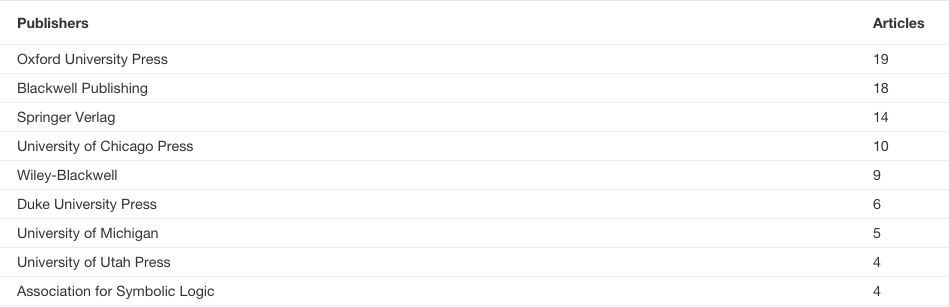 Publishers Articles
Oxford University Press 19
Blackwell Publishing 18
Springer Verlag 14
University of Chicago Press 10
Wiley-Blackwell 9
Duke University Press 6
University of Michigan 5
University of Utah Press 4
Association for Symbolic Logic 4